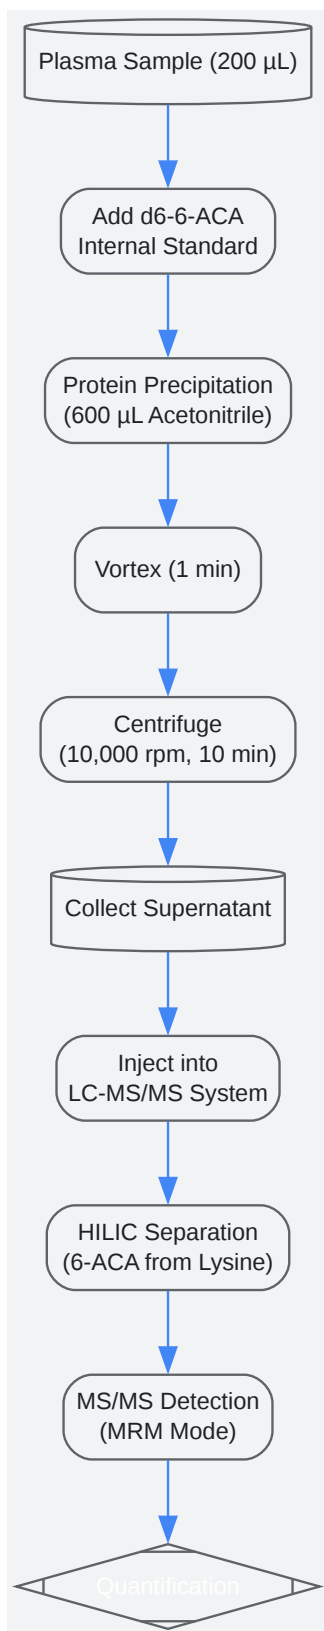 Plasma Sample (200 µL)
Add d6-6-ACA
Internal Standard
Protein Precipitation
(600 µL Acetonitrile)
Vortex (1 min)
Centrifuge
(10,000 rpm, 10 min)
Collect Supernatant
Inject into
LC-MS/MS System
HILIC Separation
(6-ACA from Lysine)
MS/MS Detection
(MRM Mode)
Quantification